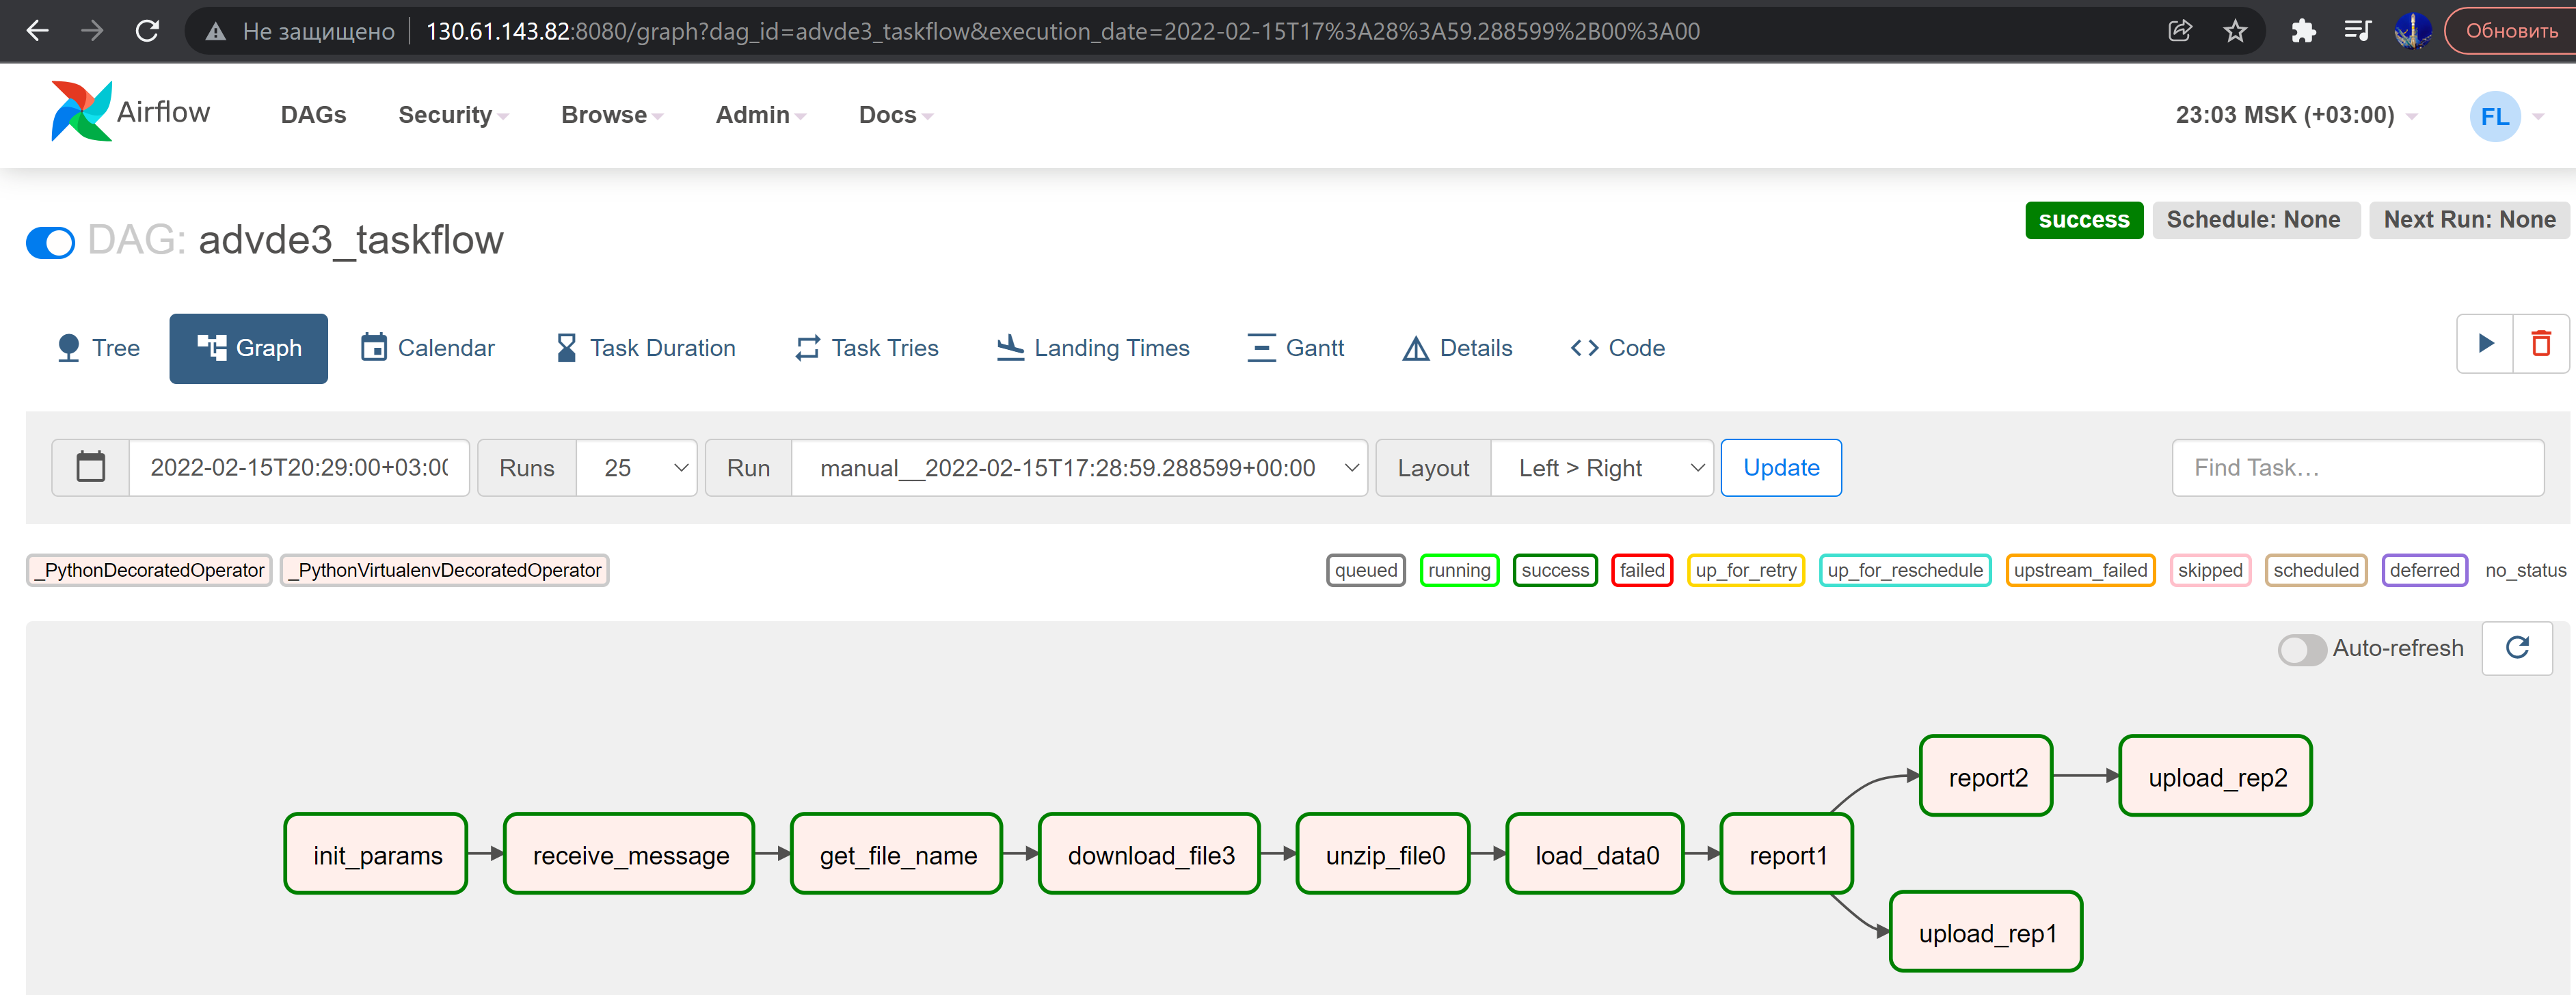 Не защищено 130.61.143.82:8080/graph?dag_id=advde3_taskflow&execution_date=2022-02-15T17%3A28%3A59.288599%2B00%3A00 Обновить
Airflow DAGs Security Browse Admin Docs 23:03 MSK (+03:00) FL
DAG: advde3_taskflow success Schedule: None Next Run: None
Tree Graph Calendar Task Duration Task Tries Landing Times Gantt Details Code
2022-02-15T20:29:00+03:00 Runs 25 Run manual__2022-02-15T17:28:59.288599+00:00 Layout Left > Right Update Find Task…
_PythonDecoratedOperator _PythonVirtualenvDecoratedOperator queued running success failed up_for_retry up_for_reschedule upstream_failed skipped scheduled deferred no_status
Auto-refresh
report2 upload_rep2
init_params receive_message get_file_name download_file3 unzip_file0 load_data0 report1
upload_rep1